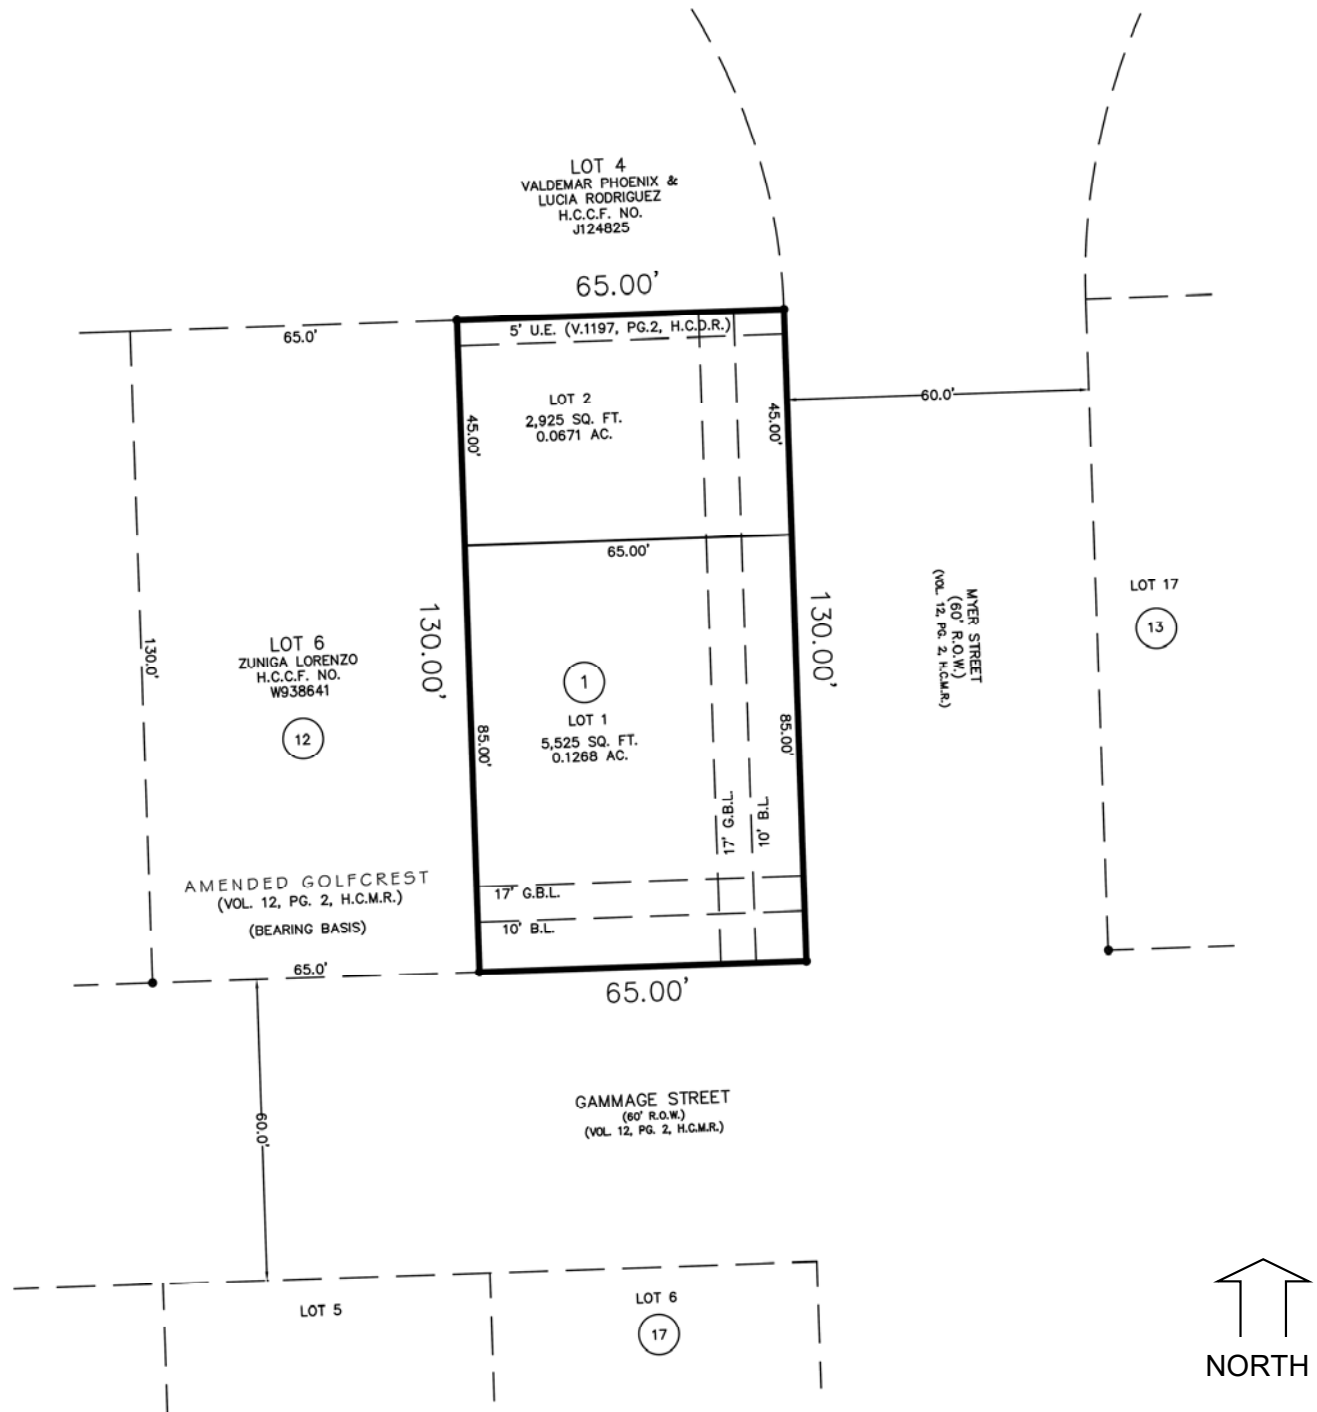 LOT 4
VALDEMAR PHOENIX &
LUCIA RODRIGUEZ
H.C.C.F. NO.
J124825
65.00'
65.0'
5' U.E. (V.1197, PG.2, H.C.D.R.)
LOT 2
2,925 SQ. FT.
0.0671 AC.
45.00'
45.00'
60.0'
65.00'
130.0'
LOT 6
ZUNIGA LORENZO
H.C.C.F. NO.
W938641
12
130.00'
85.00'
1
LOT 1
5,525 SQ. FT.
0.1268 AC.
85.00'
130.00'
MYER STREET
(60' R.O.W.)
(VOL. 12, PG. 2, H.C.M.R.)
LOT 17
13
17' G.B.L.
10' B.L.
AMENDED GOLFCREST
(VOL. 12, PG. 2, H.C.M.R.)
(BEARING BASIS)
17' G.B.L.
10' B.L.
65.0'
65.00'
GAMMAGE STREET
(60' R.O.W.)
(VOL. 12, PG. 2, H.C.M.R.)
60.0'
LOT 5
LOT 6
17
NORTH